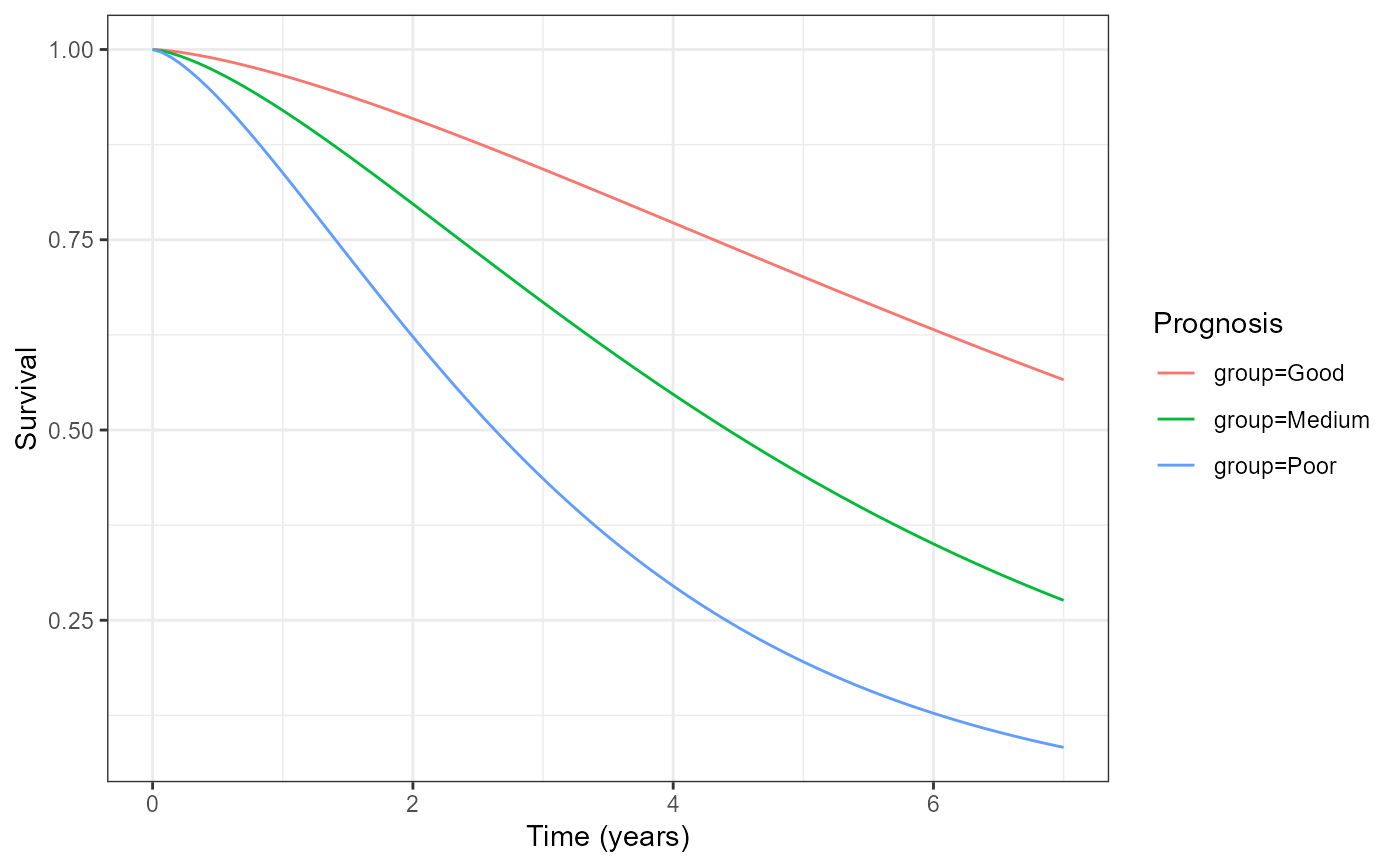 1.00
0.75
0.50
0.25
Survival
0 2 4 6
Time (years)
Prognosis
group=Good
group=Medium
group=Poor